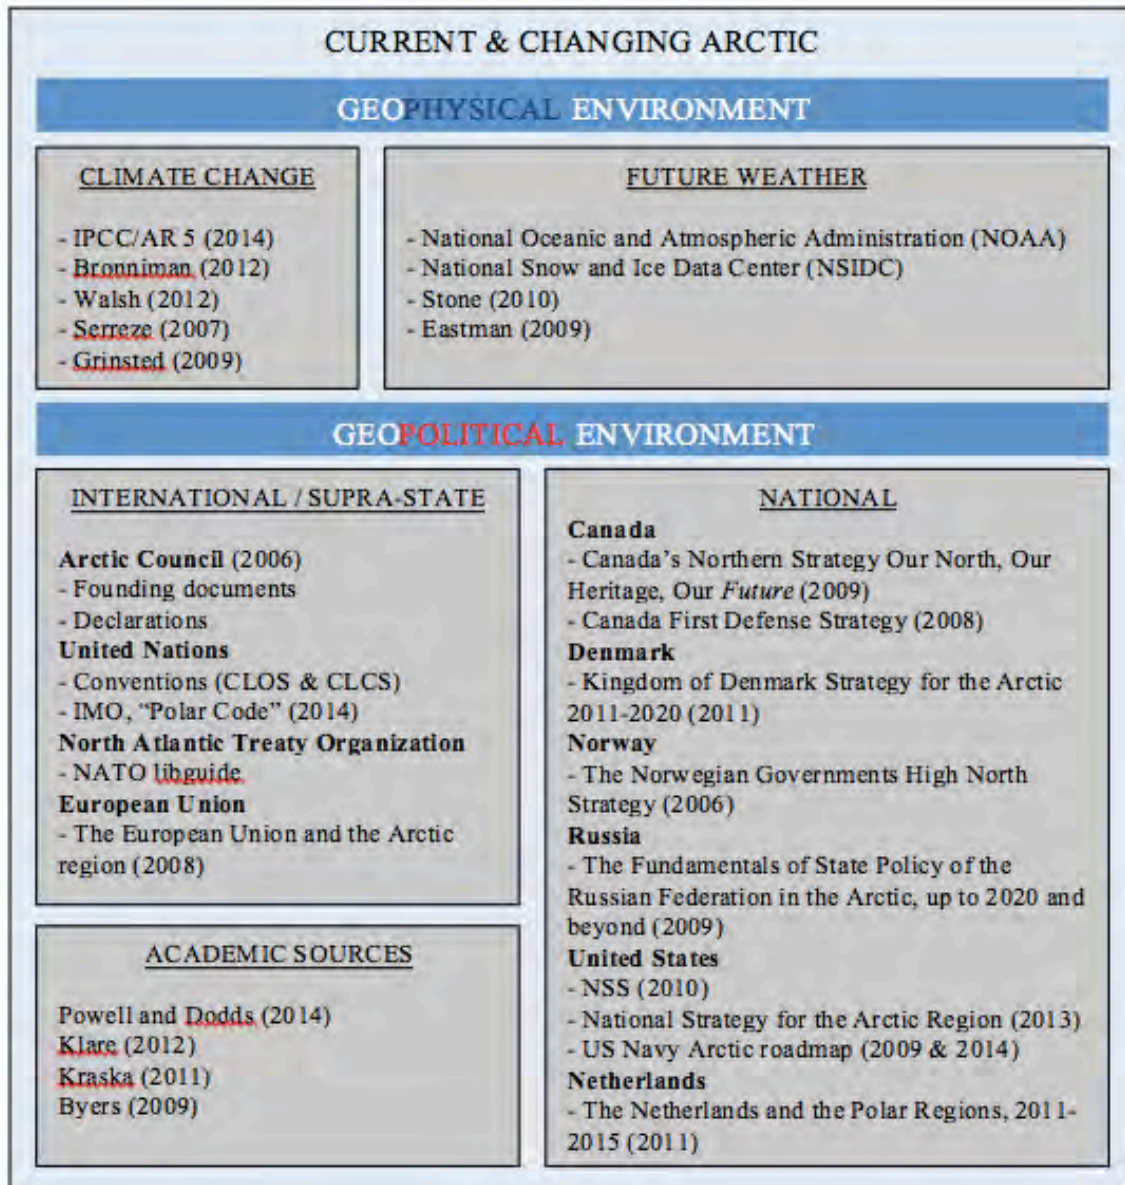 CURRENT & CHANGING ARCTIC
GEOPHYSICAL ENVIRONMENT
CLIMATE CHANGE
- IPCC/AR 5 (2014)
- Bronniman (2012)
- Walsh (2012)
- Serreze (2007)
- Grinsted (2009)
FUTURE WEATHER
- National Oceanic and Atmospheric Administration (NOAA)
- National Snow and Ice Data Center (NSIDC)
- Stone (2010)
- Eastman (2009)
GEOPOLITICAL ENVIRONMENT
INTERNATIONAL / SUPRA-STATE
Arctic Council (2006)
- Founding documents
- Declarations
United Nations
- Conventions (CLOS & CLCS)
- IMO, “Polar Code” (2014)
North Atlantic Treaty Organization
- NATO libguide
European Union
- The European Union and the Arctic
region (2008)
ACADEMIC SOURCES
Powell and Dodds (2014)
Klare (2012)
Kraska (2011)
Byers (2009)
NATIONAL
Canada
- Canada’s Northern Strategy Our North, Our
Heritage, Our Future (2009)
- Canada First Defense Strategy (2008)
Denmark
- Kingdom of Denmark Strategy for the Arctic
2011-2020 (2011)
Norway
- The Norwegian Governments High North
Strategy (2006)
Russia
- The Fundamentals of State Policy of the
Russian Federation in the Arctic, up to 2020 and
beyond (2009)
United States
- NSS (2010)
- National Strategy for the Arctic Region (2013)
- US Navy Arctic roadmap (2009 & 2014)
Netherlands
- The Netherlands and the Polar Regions, 2011-
2015 (2011)